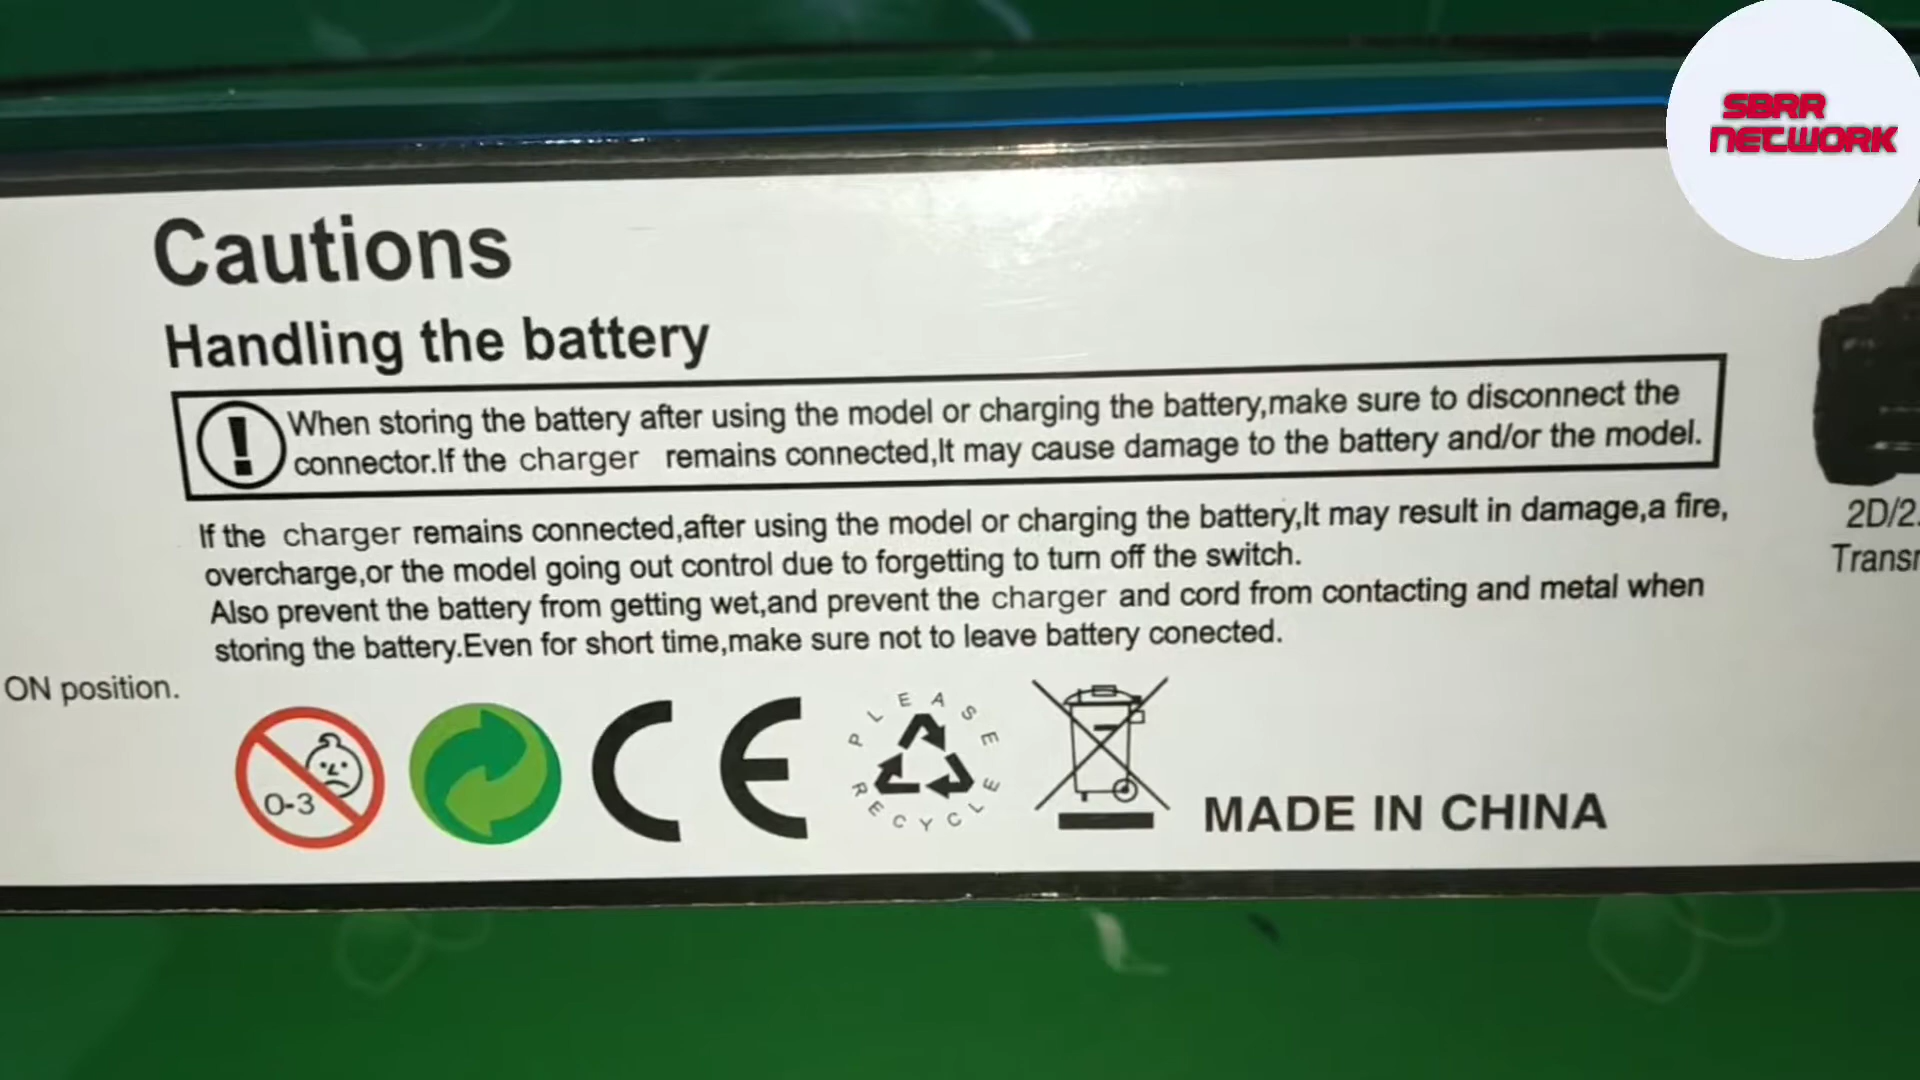 SBRR
NETWORK
Cautions
Handling the battery
When storing the battery after using the model or charging the battery,make sure to disconnect the
connector.If the charger remains connected,It may cause damage to the battery and/or the model.
If the charger remains connected,after using the model or charging the battery,It may result in damage,a fire,
overcharge,or the model going out control due to forgetting to turn off the switch.
Also prevent the battery from getting wet,and prevent the charger and cord from contacting and metal when
storing the battery.Even for short time,make sure not to leave battery conected.
ON position.
0-3
CE
PLEASE
RECYCLE
MADE IN CHINA
2D/2.